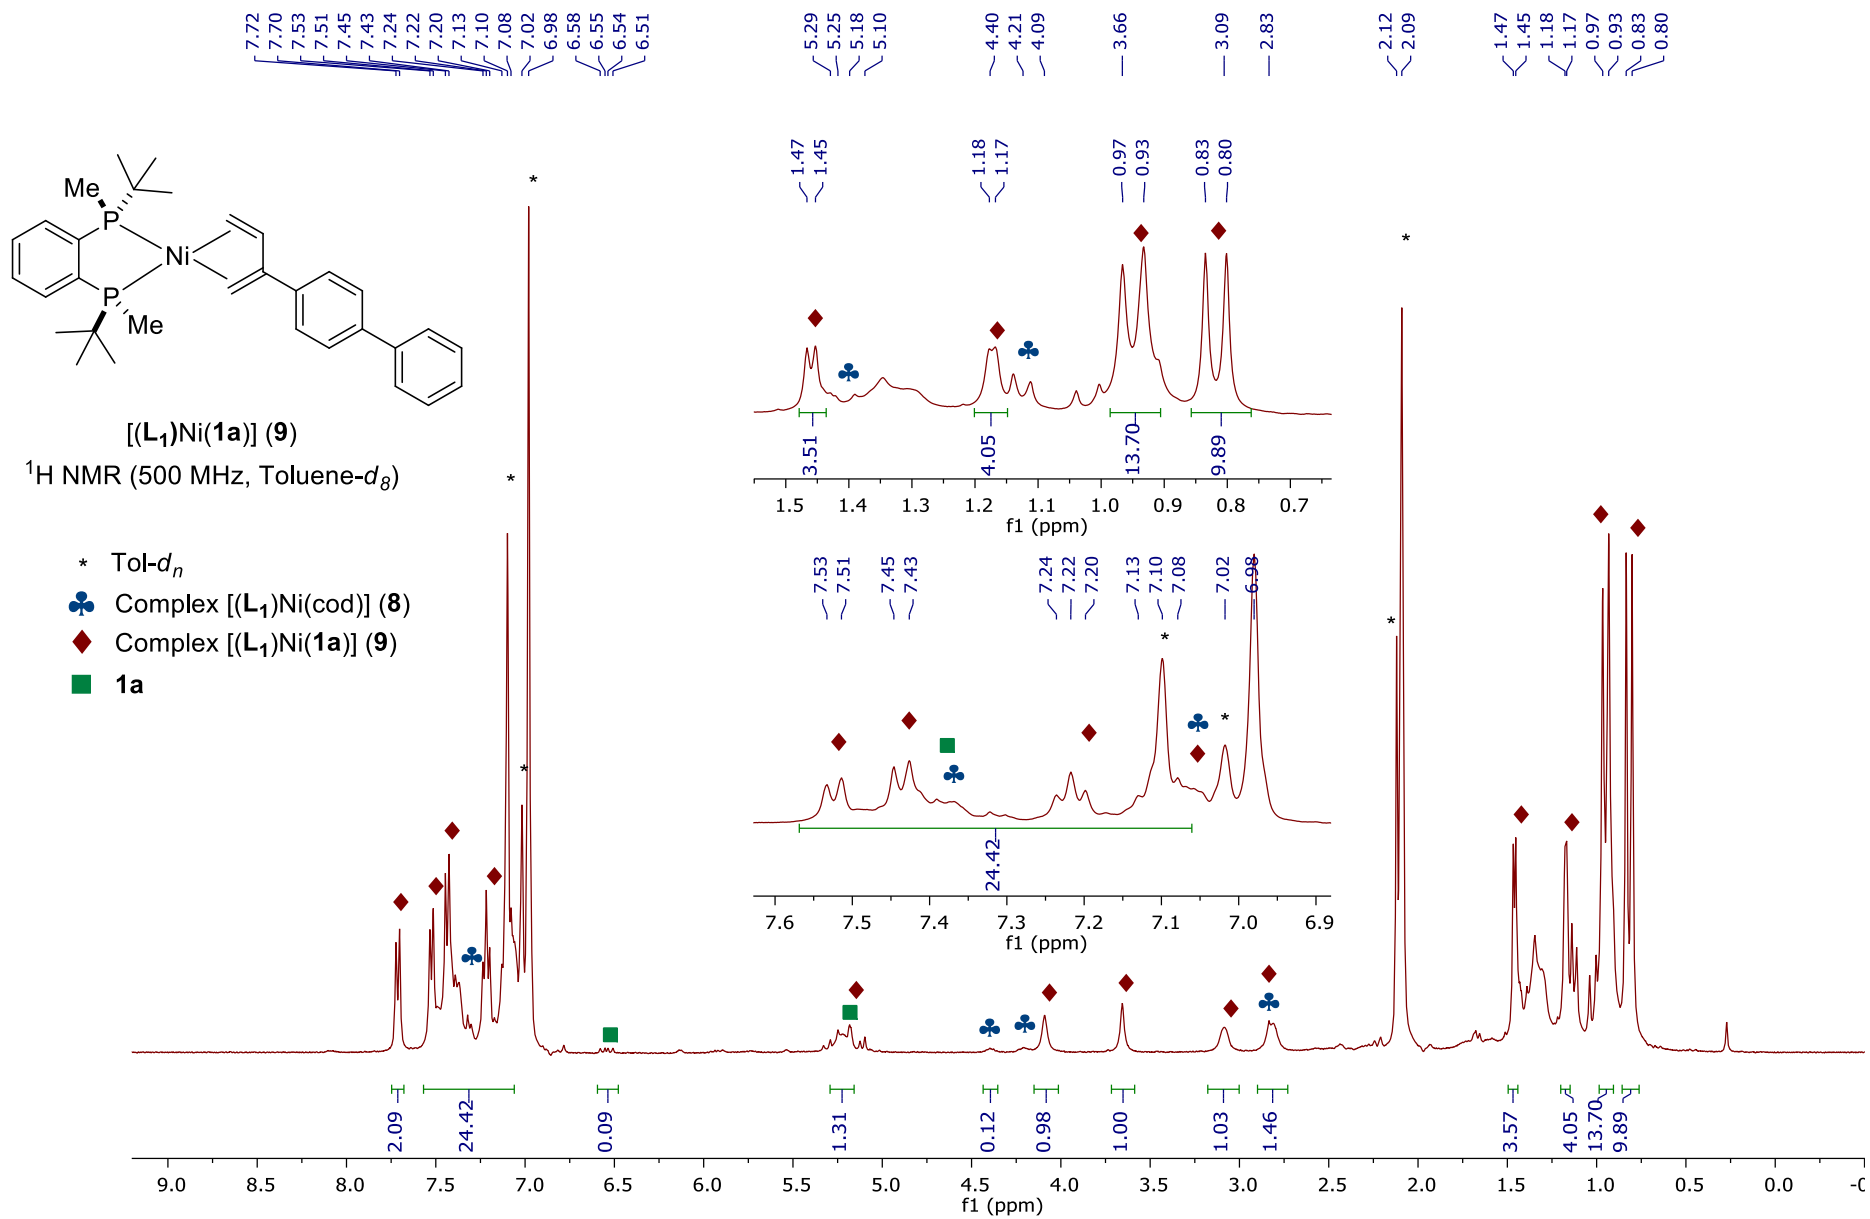 7.72 7.70 7.53 7.51 7.45 7.43 7.24 7.22 7.20 7.13 7.10 7.08 7.02 6.98 6.58 6.55 6.54 6.51 5.29 5.25 5.18 5.10 4.40 4.21 4.09 3.66 3.09 2.83 2.12 2.09 1.47 1.45 1.18 1.17 0.97 0.93 0.83 0.80
Me
P
Ni
P
Me
[(L1)Ni(1a)] (9)
1H NMR (500 MHz, Toluene-d8)
* Tol-dn
♣ Complex [(L1)Ni(cod)] (8)
♦ Complex [(L1)Ni(1a)] (9)
■ 1a
1.47 1.45 1.18 1.17 0.97 0.93 0.83 0.80
3.51 4.05 13.70 9.89
1.5 1.4 1.3 1.2 1.1 1.0 0.9 0.8 0.7
f1 (ppm)
7.53 7.51 7.45 7.43 7.24 7.22 7.20 7.13 7.10 7.08 7.02 6.98
24.42
7.6 7.5 7.4 7.3 7.2 7.1 7.0 6.9
f1 (ppm)
2.09 24.42 0.09 1.31 0.12 0.98 1.00 1.03 1.46 3.57 4.05 13.70 9.89
9.0 8.5 8.0 7.5 7.0 6.5 6.0 5.5 5.0 4.5 4.0 3.5 3.0 2.5 2.0 1.5 1.0 0.5 0.0 -0
f1 (ppm)